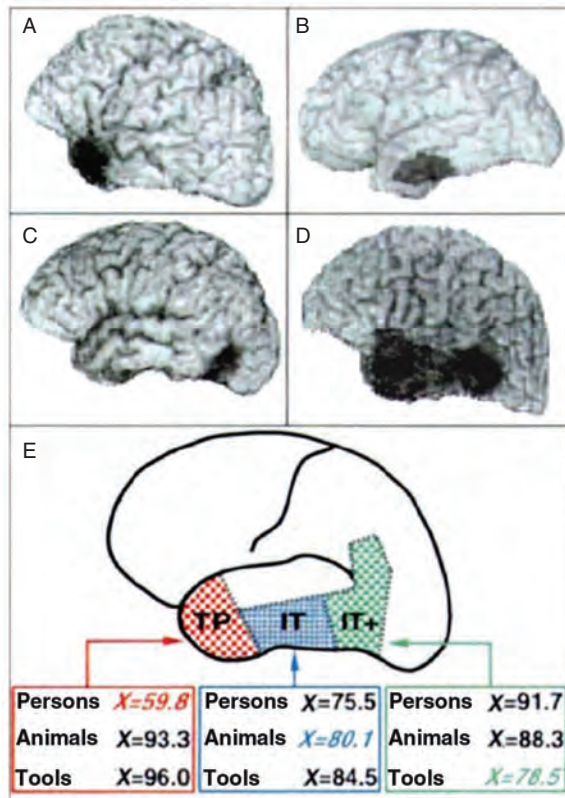 A
B
C
D
E
TP
IT
IT+
Persons X=59.8
Animals X=93.3
Tools X=96.0
Persons X=75.5
Animals X=80.1
Tools X=84.5
Persons X=91.7
Animals X=88.3
Tools X=78.5